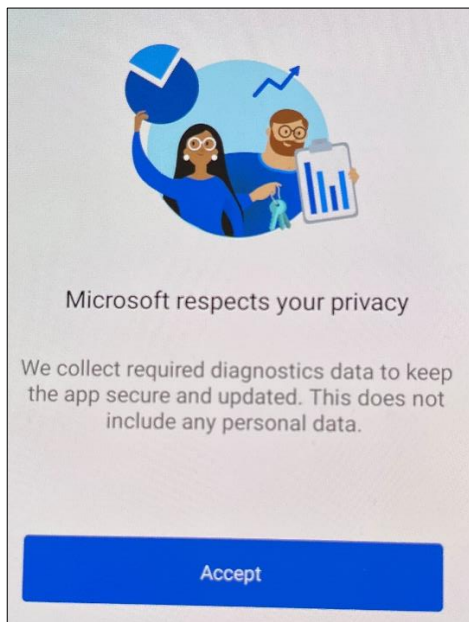 Microsoft respects your privacy
We collect required diagnostics data to keep
the app secure and updated. This does not
include any personal data.
Accept